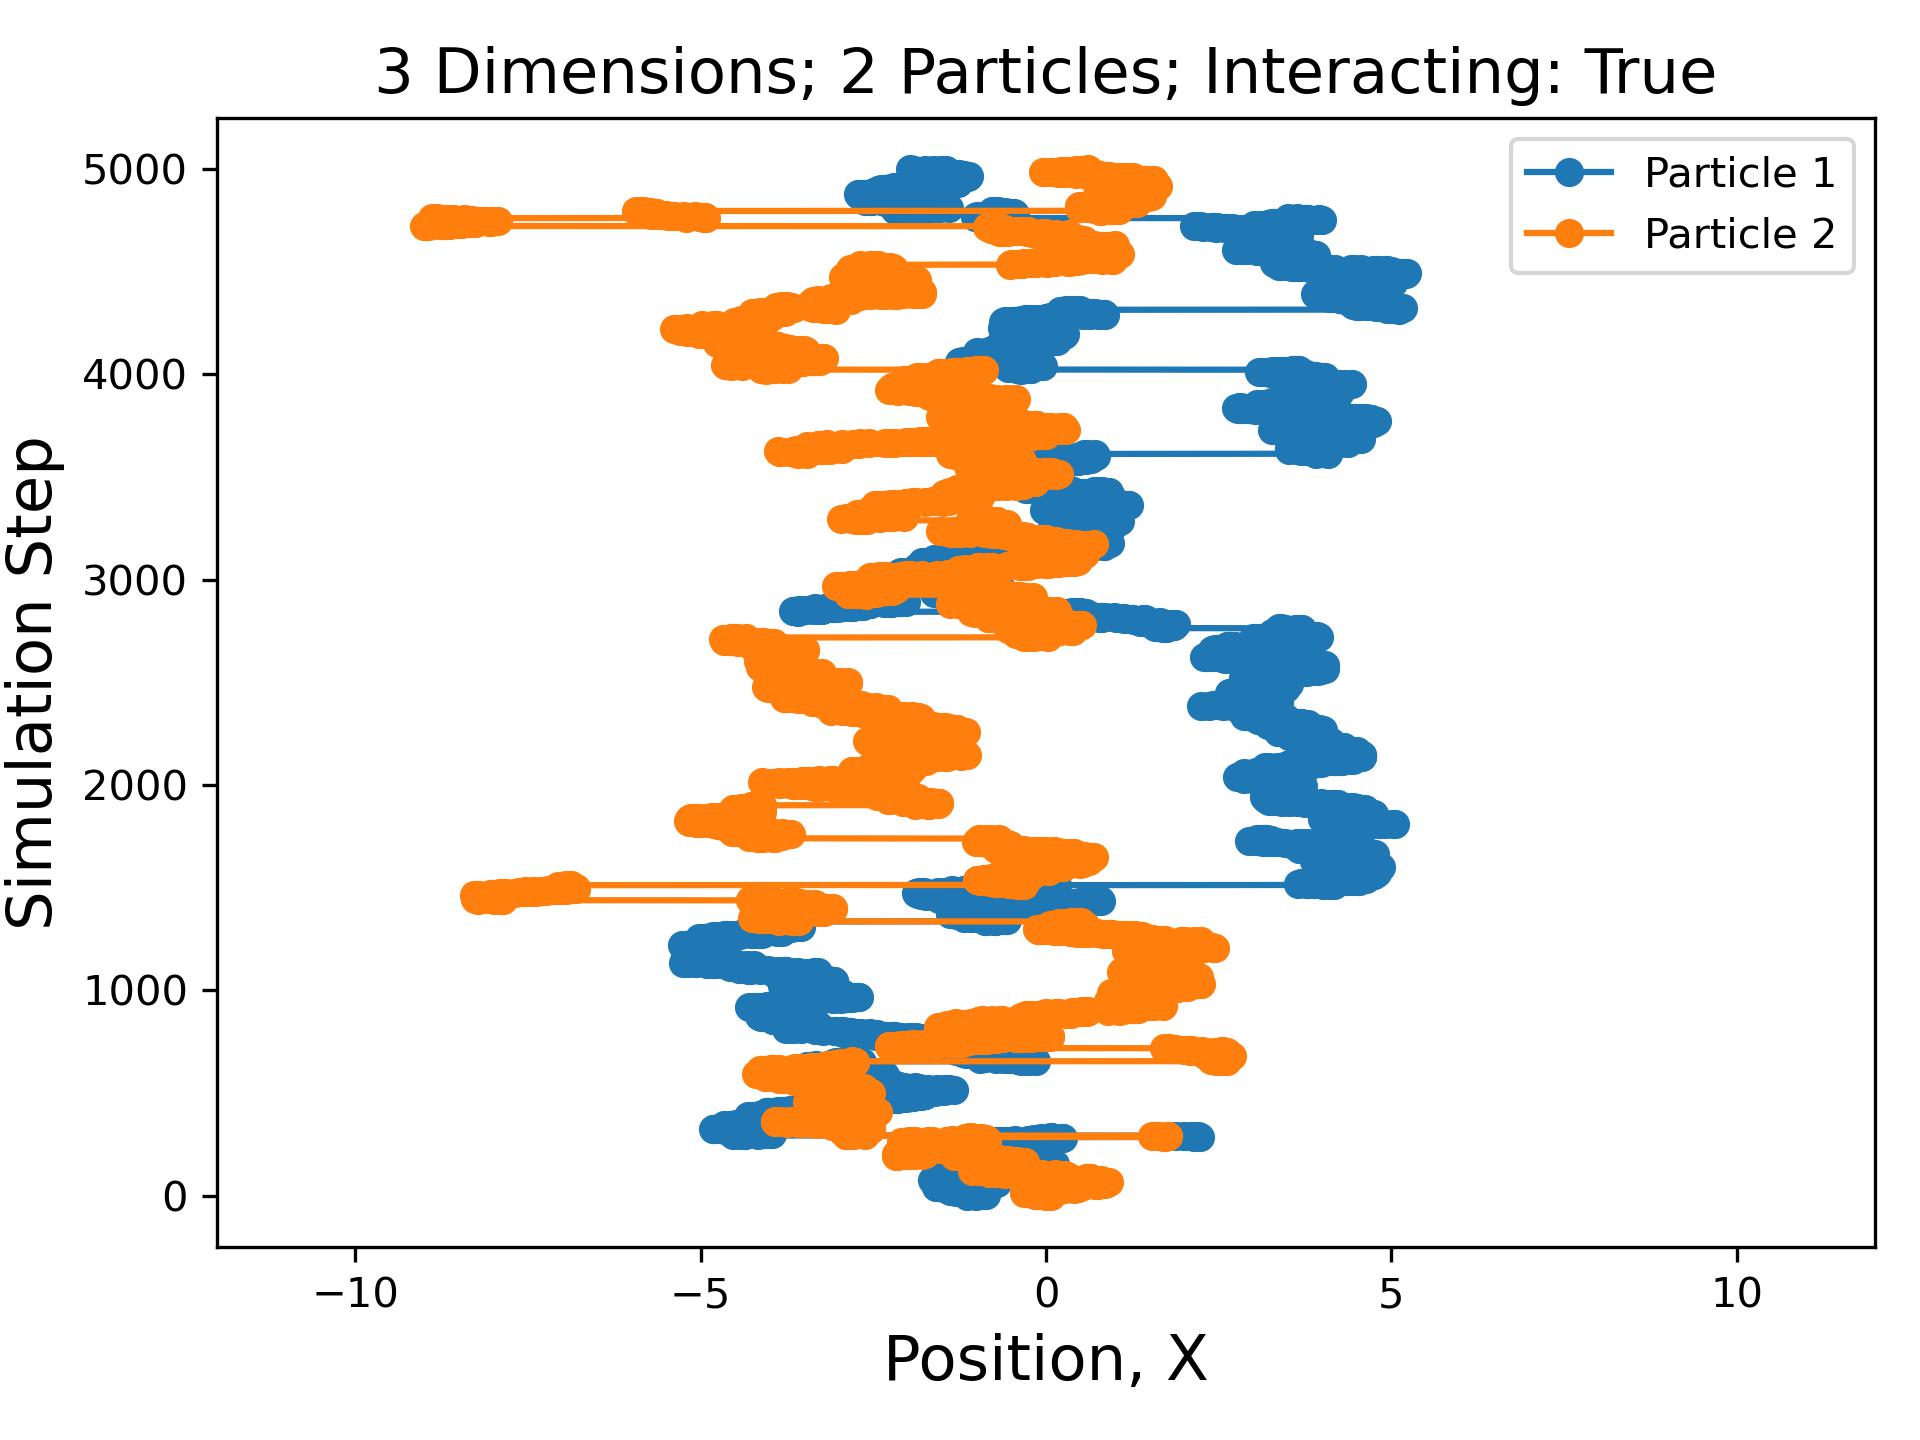 3 Dimensions; 2 Particles; Interacting: True
Particle 1
Particle 2
Simulation Step
5000
4000
3000
2000
1000
0
−10
−5
0
5
10
Position, X